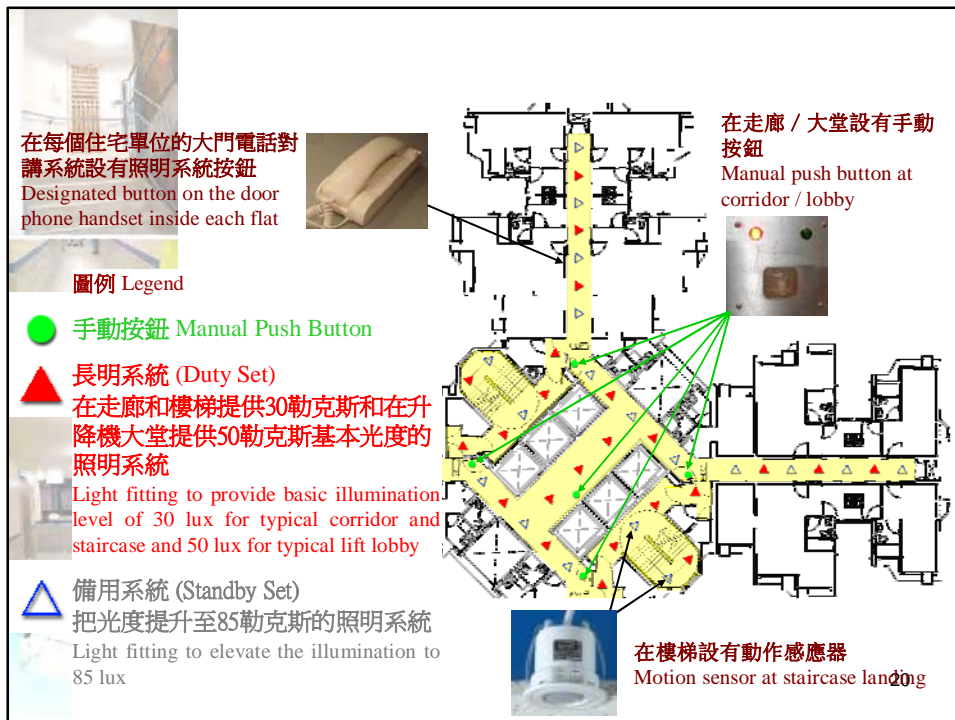 在每個住宅單位的大門電話對
講系統設有照明系統按鈕
Designated button on the door
phone handset inside each flat
在走廊 / 大堂設有手動
按鈕
Manual push button at
corridor / lobby
圖例 Legend
手動按鈕 Manual Push Button
長明系統 (Duty Set)
在走廊和樓梯提供30勒克斯和在升
降機大堂提供50勒克斯基本光度的
照明系統
Light fitting to provide basic illumination
level of 30 lux for typical corridor and
staircase and 50 lux for typical lift lobby
備用系統 (Standby Set)
把光度提升至85勒克斯的照明系統
Light fitting to elevate the illumination to
85 lux
在樓梯設有動作感應器
Motion sensor at staircase landing
20